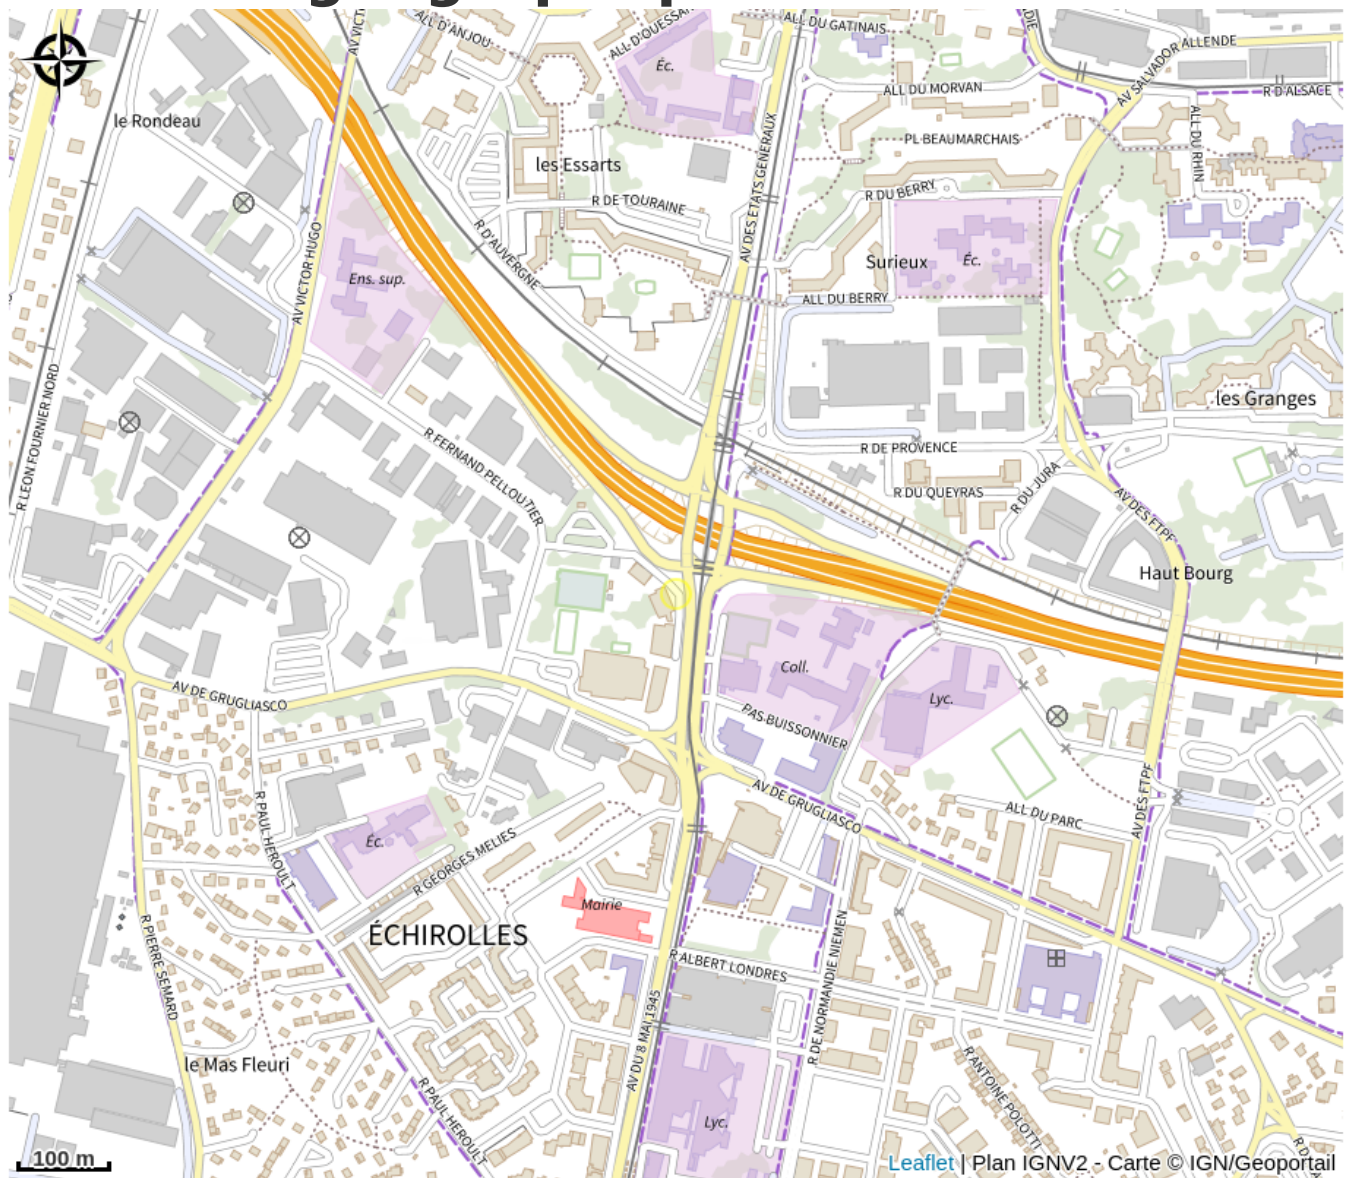 ALL D'ANJOU
AV VICT
ALL D'OUESSAN
ALL DU GATINAIS
AV SALVADOR ALLENDE
Éc.
ALL DU MORVAN
R D'ALSACE
le Rondeau
PL BEAUMARCHAIS
ALL DU RHIN
les Essarts
AV DES ETATS GENERAUX
R DU BERRY
R DE TOURAINE
R D'AUVERGNE
AV VICTOR HUGO
Ens. sup.
Surieux
Éc.
ALL DU BERRY
R LEON FOURNIER NORD
les Granges
R FERNAND PELLOUTIER
R DE PROVENCE
R DU QUEYRAS
R DU JURA
AV DES FTPF
Haut Bourg
Coll.
Lyc.
AV DE GRUGLIASCO
PAS BUISSONNIER
AV DE GRUGLIASCO
ALL DU PARC
AV DES FTPF
R PAUL HEROULT
Éc.
R GEORGES MELIES
Mairie
ÉCHIROLLES
R PIERRE SEMARD
R ALBERT LONDRES
R DE NORMANDIE NIEMEN
AV DU 8 MAI 1945
le Mas Fleuri
R PAUL HEROULT
R ANTOINE POLOTTI
Lyc.
100 m
Leaflet | Plan IGNV2 - Carte © IGN/Geoportail